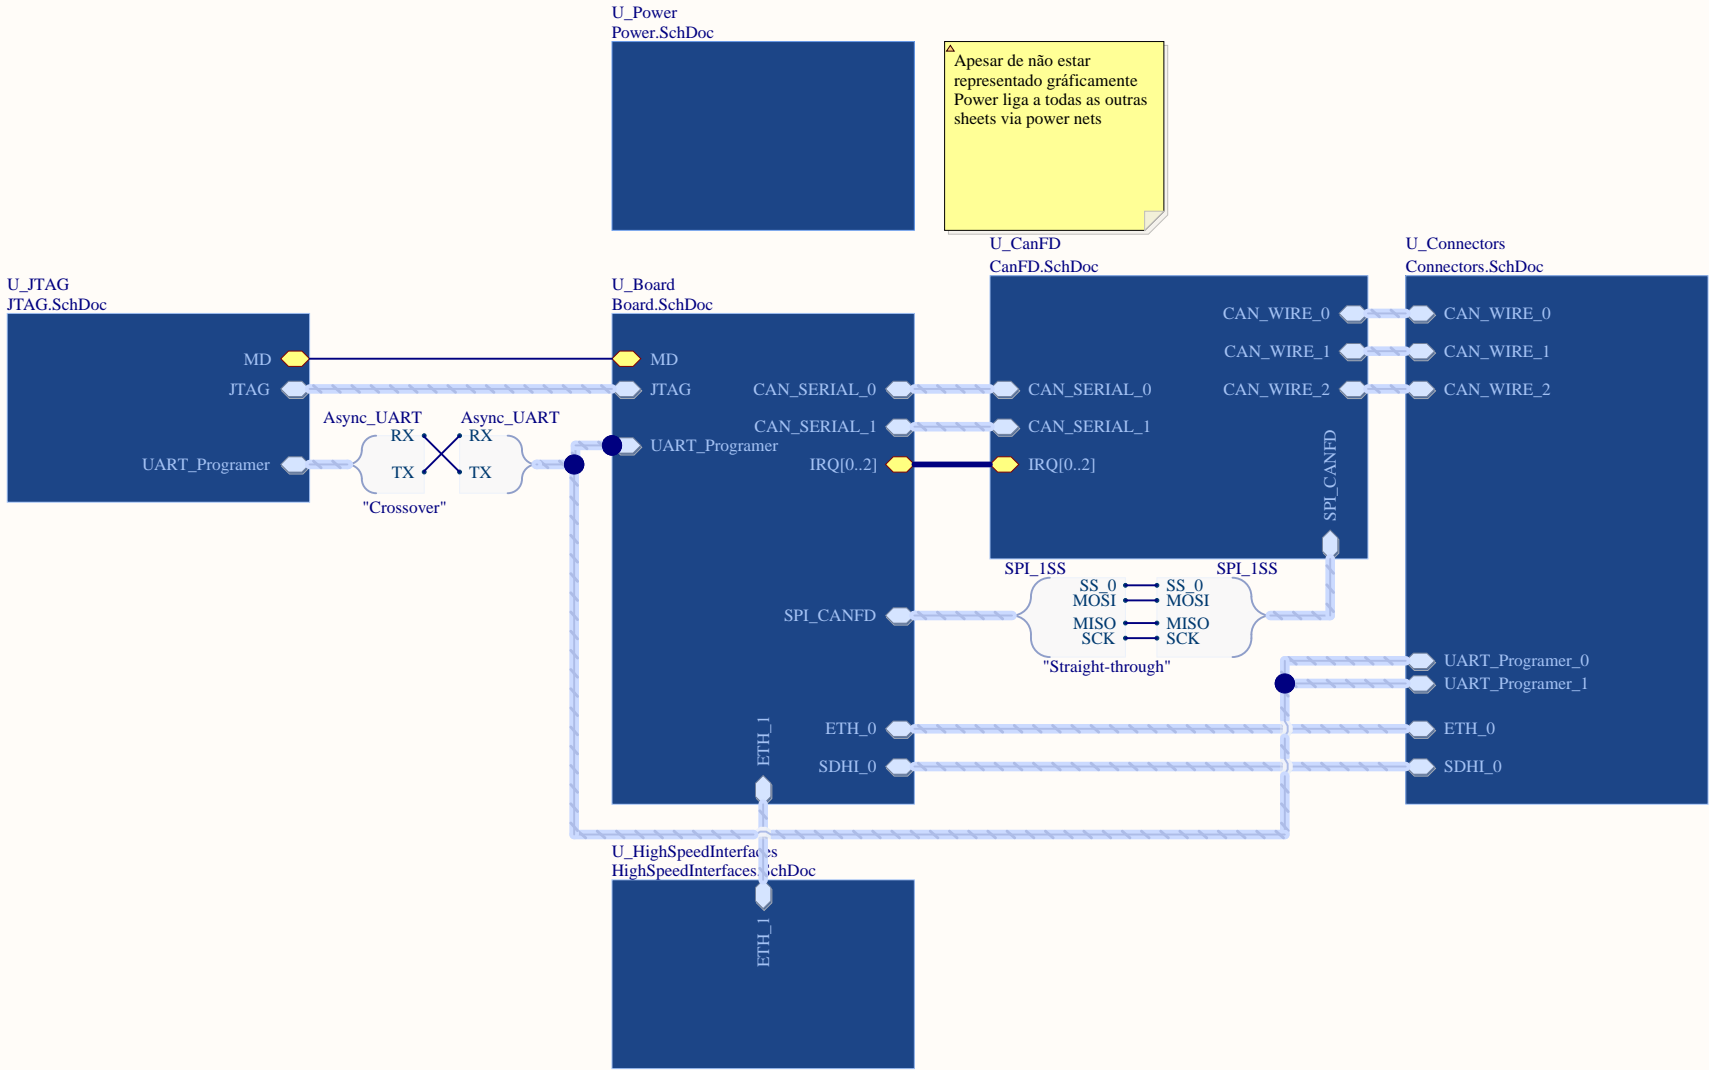 U_Power
Power.SchDoc
Apesar de não estar
representado gráficamente
Power liga a todas as outras
sheets via power nets
U_JTAG
JTAG.SchDoc
MD
JTAG
UART_Programer
Async_UART
RX
TX
Async_UART
RX
TX
"Crossover"
U_Board
Board.SchDoc
MD
JTAG
UART_Programer
CAN_SERIAL_0
CAN_SERIAL_1
IRQ[0..2]
SPI_CANFD
ETH_0
SDHI_0
ETH_1
U_CanFD
CanFD.SchDoc
CAN_WIRE_0
CAN_WIRE_1
CAN_WIRE_2
CAN_SERIAL_0
CAN_SERIAL_1
IRQ[0..2]
SPI_CANFD
SPI_1SS
SS_0
MOSI
MISO
SCK
SPI_1SS
SS_0
MOSI
MISO
SCK
"Straight-through"
U_Connectors
Connectors.SchDoc
CAN_WIRE_0
CAN_WIRE_1
CAN_WIRE_2
UART_Programer_0
UART_Programer_1
ETH_0
SDHI_0
U_HighSpeedInterfaces
HighSpeedInterfaces.SchDoc
ETH_1